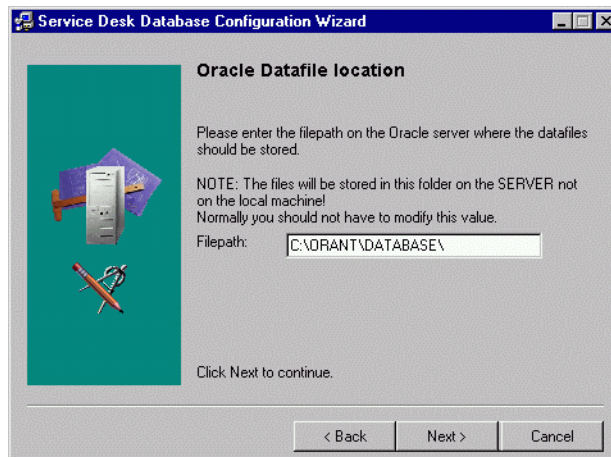 Service Desk Database Configuration Wizard
Oracle Datafile location
Please enter the filepath on the Oracle server where the datafiles
should be stored.
NOTE: The files will be stored in this folder on the SERVER not
on the local machine!
Normally you should not have to modify this value.
Filepath: C:\ORANT\DATABASE\
Click Next to continue.
< Back Next > Cancel